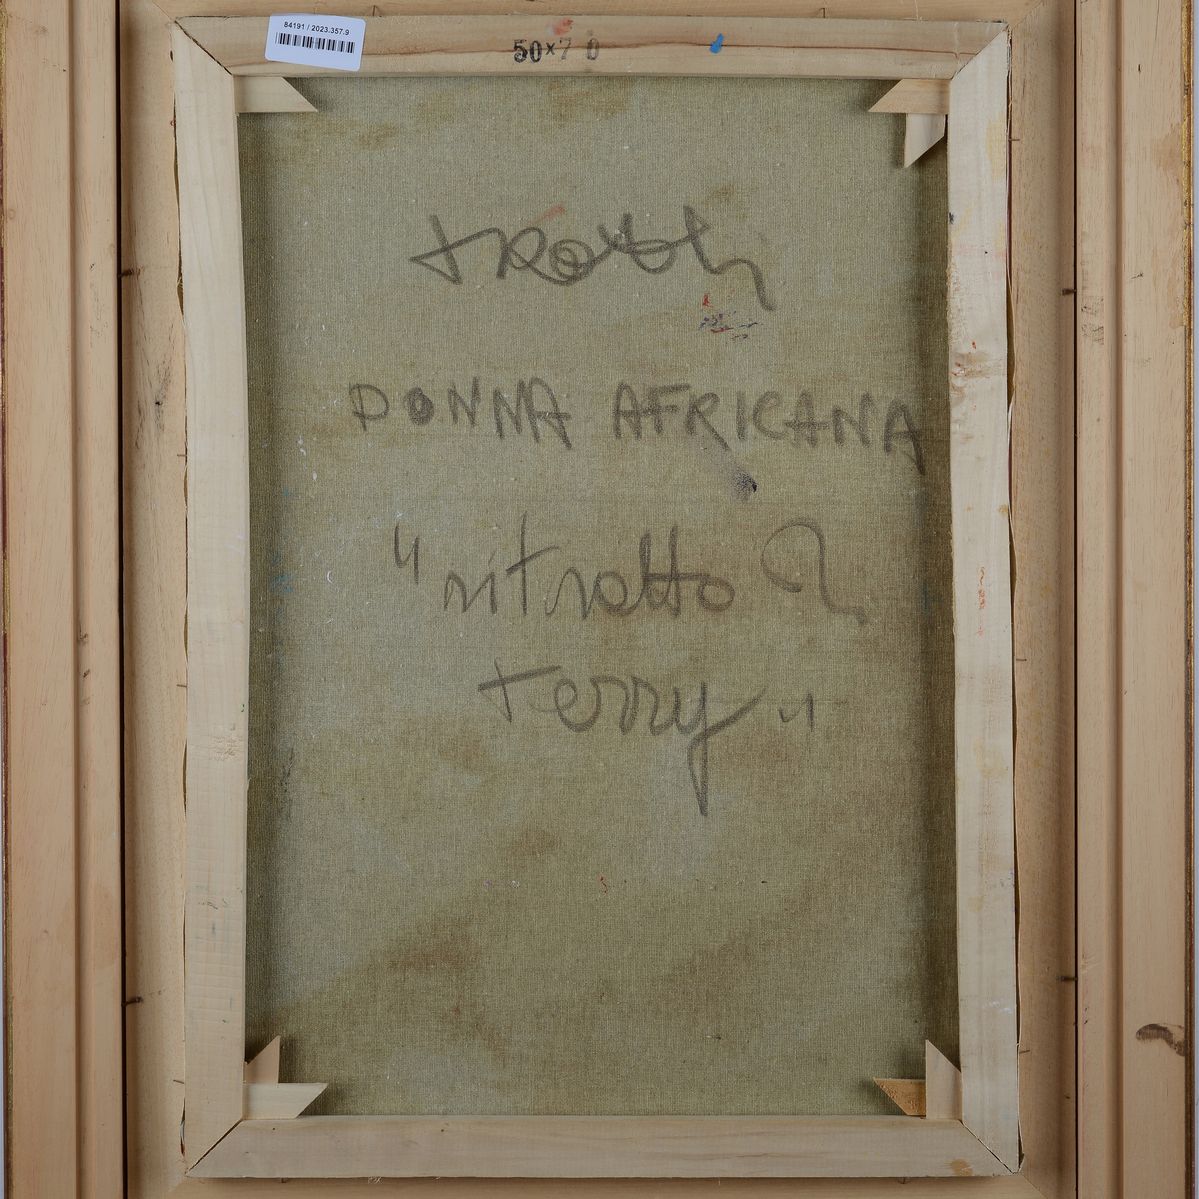 84191 / 2023.357.9
50x70
DONNA AFRICANA
"ritratto
terry"